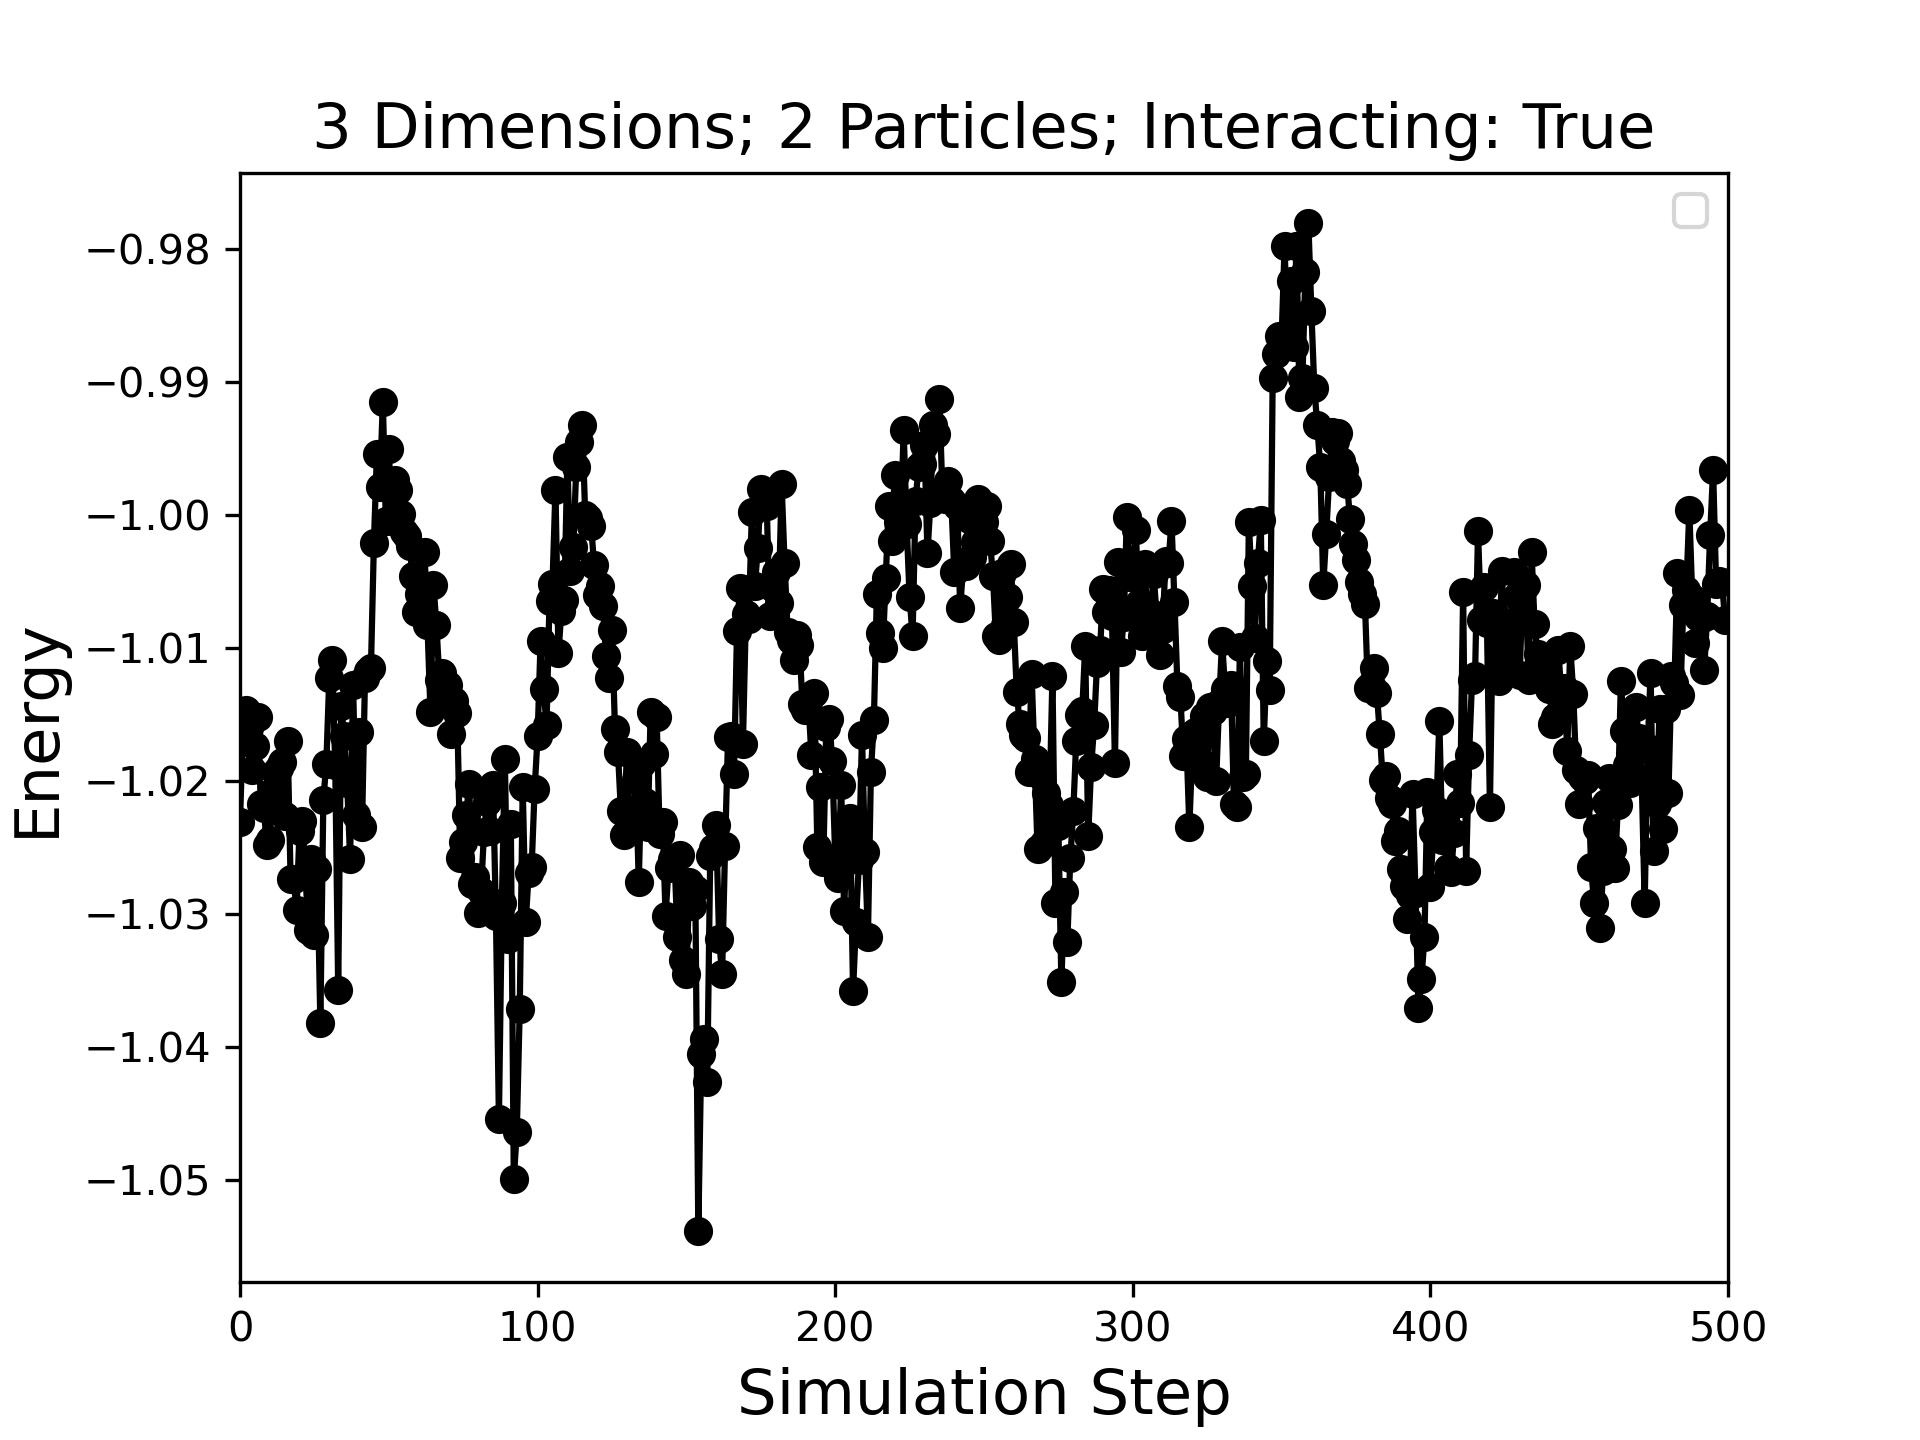 3 Dimensions; 2 Particles; Interacting: True
Energy
−0.98
−0.99
−1.00
−1.01
−1.02
−1.03
−1.04
−1.05
0 100 200 300 400 500
Simulation Step